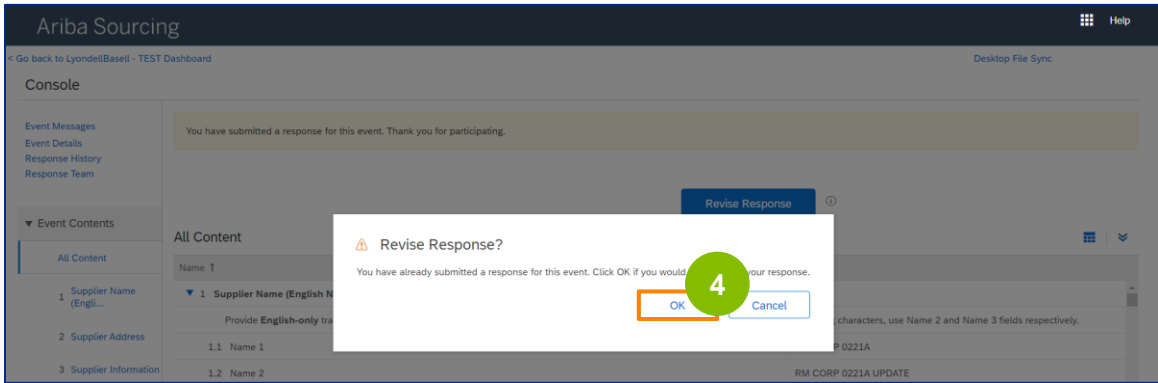 Ariba Sourcing
Help
< Go back to LyondellBasell - TEST Dashboard
Desktop File Sync
Console
Event Messages
Event Details
Response History
Response Team
You have submitted a response for this event. Thank you for participating.
Revise Response
▼ Event Contents
All Content
1 Supplier Name (Engli...
2 Supplier Address
3 Supplier Information
All Content
Name ↑
▼ 1 Supplier Name (English N
Provide English-only tra
characters, use Name 2 and Name 3 fields respectively.
1.1 Name 1
P 0221A
1.2 Name 2
RM CORP 0221A UPDATE
Revise Response?
You have already submitted a response for this event. Click OK if you would your response.
4
OK
Cancel